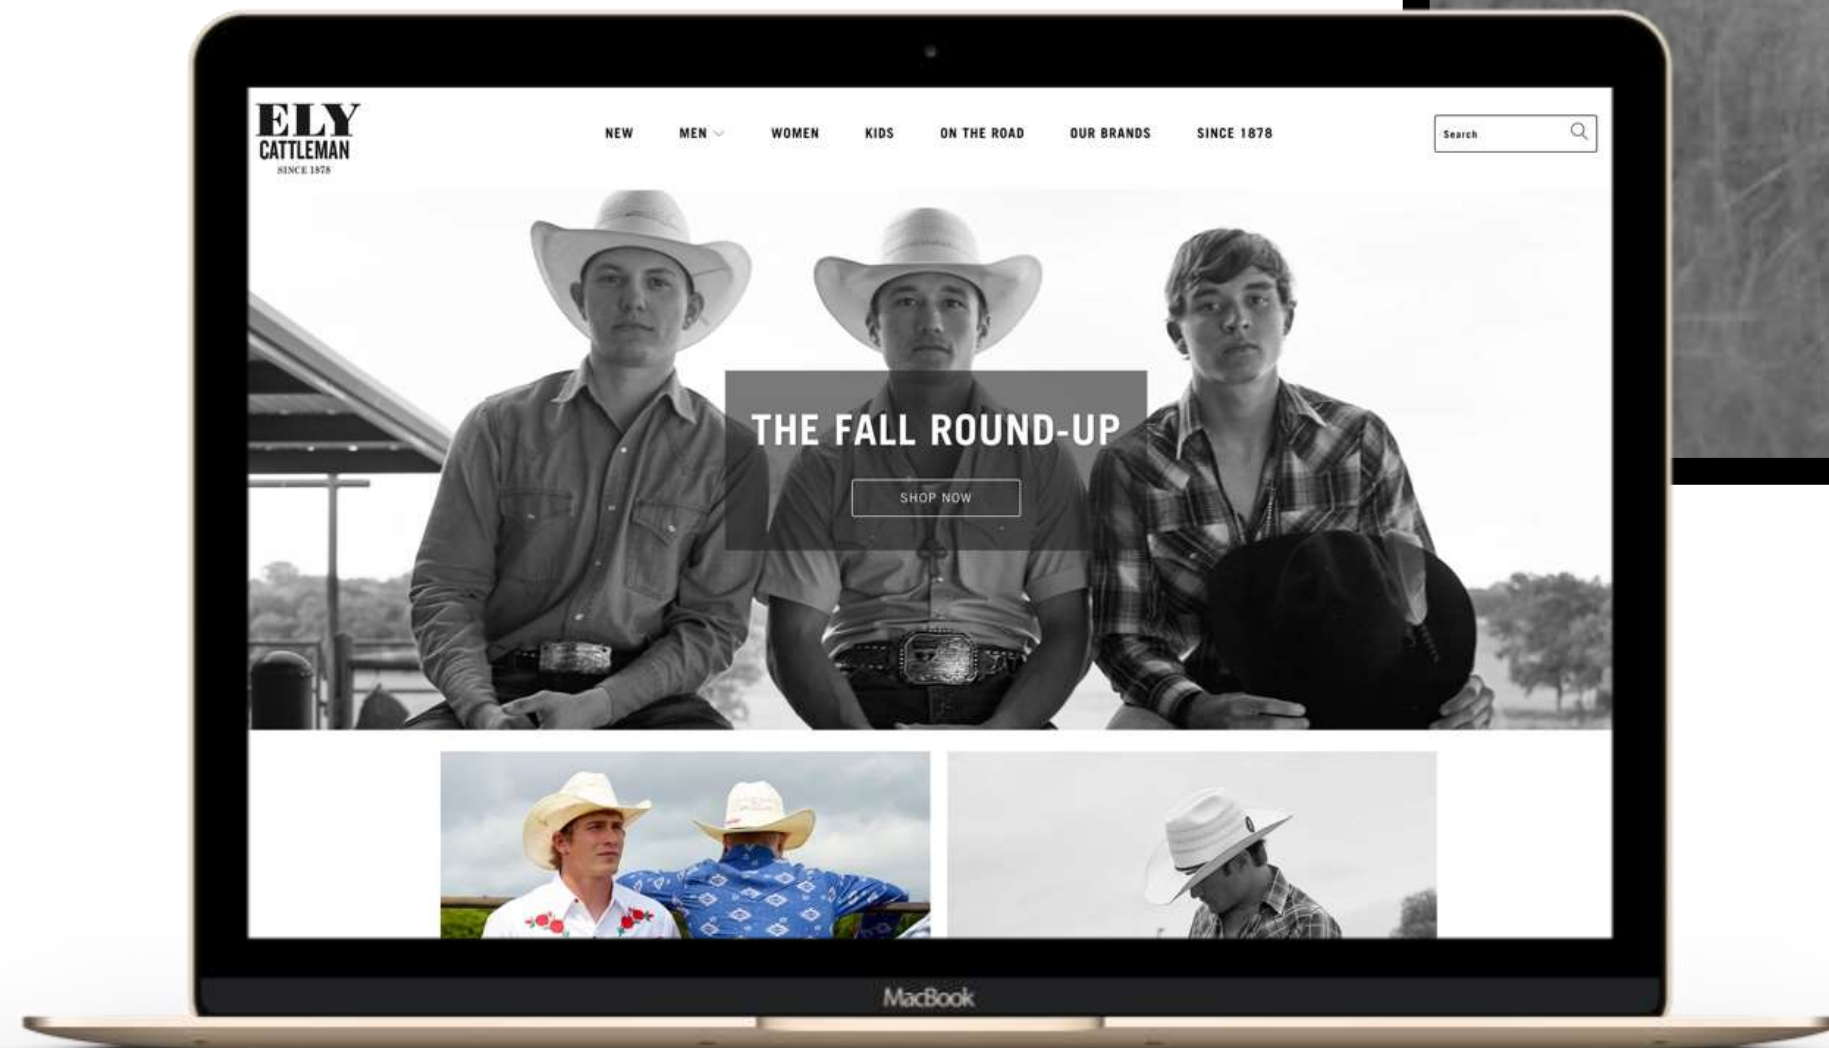 ELY
CATTLEMAN
SINCE 1878
NEW MEN WOMEN KIDS ON THE ROAD OUR BRANDS SINCE 1878
Search
THE FALL ROUND-UP
SHOP NOW
MacBook